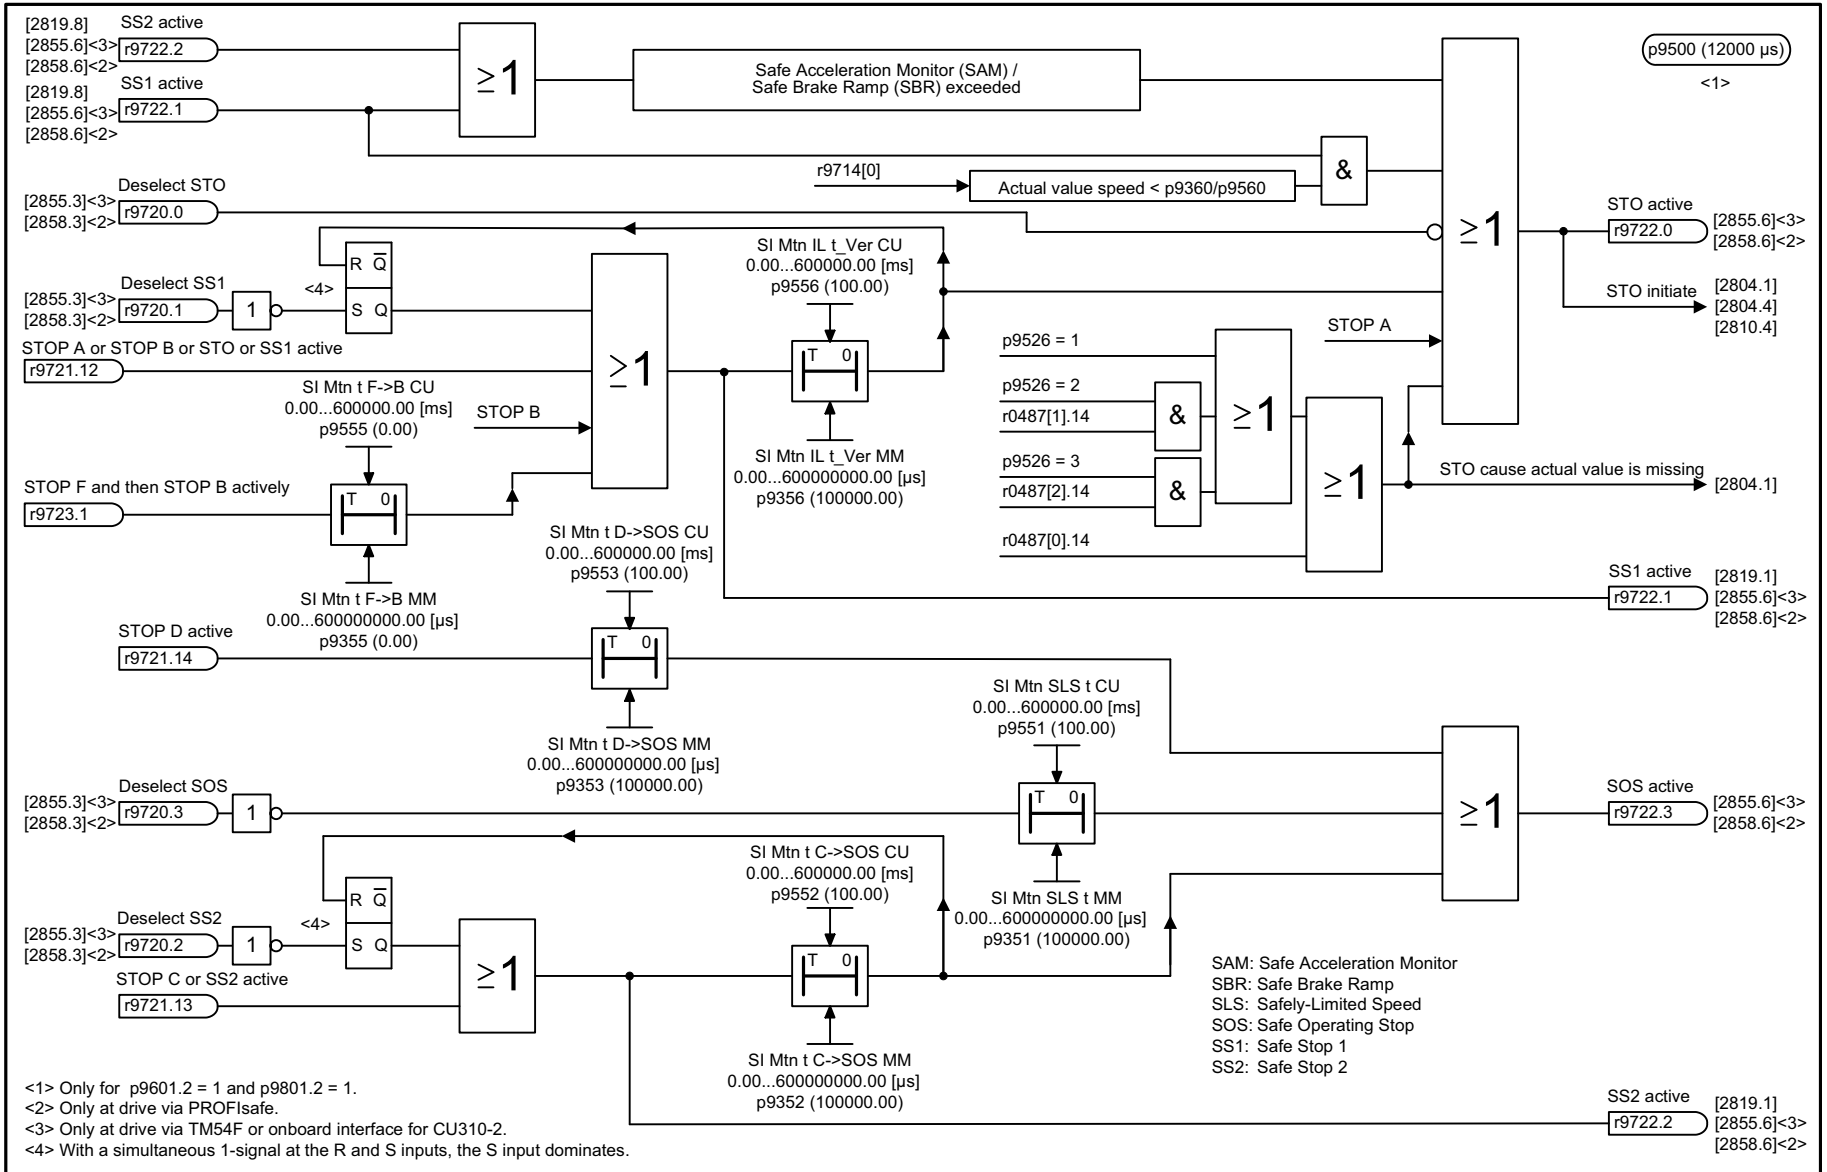 [2819.8]
[2855.6]<3>
[2858.6]<2>
SS2 active
r9722.2
≥1
Safe Acceleration Monitor (SAM) /
Safe Brake Ramp (SBR) exceeded
p9500 (12000 µs)
<1>
[2819.8]
[2855.6]<3>
[2858.6]<2>
SS1 active
r9722.1
r9714[0]
Actual value speed < p9360/p9560
&
≥1
[2855.3]<3>
[2858.3]<2>
Deselect STO
r9720.0
STO active
r9722.0
[2855.6]<3>
[2858.6]<2>
STO initiate
[2804.1]
[2804.4]
[2810.4]
[2855.3]<3>
[2858.3]<2>
Deselect SS1
r9720.1
1
<4>
R Q
S Q
SI Mtn IL t_Ver CU
0.00...600000.00 [ms]
p9556 (100.00)
T 0
SI Mtn IL t_Ver MM
0.00...600000000.00 [µs]
p9356 (100000.00)
STOP A or STOP B or STO or SS1 active
r9721.12
≥1
STOP B
STOP A
SI Mtn t F->B CU
0.00...600000.00 [ms]
p9555 (0.00)
STOP F and then STOP B actively
r9723.1
T 0
SI Mtn t F->B MM
0.00...600000000.00 [µs]
p9355 (0.00)
p9526 = 1
p9526 = 2
r0487[1].14
&
p9526 = 3
r0487[2].14
&
≥1
r0487[0].14
≥1
STO cause actual value is missing
[2804.1]
SS1 active
r9722.1
[2819.1]
[2855.6]<3>
[2858.6]<2>
SI Mtn t D->SOS CU
0.00...600000.00 [ms]
p9553 (100.00)
STOP D active
r9721.14
T 0
SI Mtn t D->SOS MM
0.00...600000000.00 [µs]
p9353 (100000.00)
SI Mtn SLS t CU
0.00...600000.00 [ms]
p9551 (100.00)
[2855.3]<3>
[2858.3]<2>
Deselect SOS
r9720.3
1
T 0
SI Mtn SLS t MM
0.00...600000000.00 [µs]
p9351 (100000.00)
≥1
SOS active
r9722.3
[2855.6]<3>
[2858.6]<2>
[2855.3]<3>
[2858.3]<2>
Deselect SS2
r9720.2
1
<4>
R Q
S Q
STOP C or SS2 active
r9721.13
≥1
SI Mtn t C->SOS CU
0.00...600000.00 [ms]
p9552 (100.00)
T 0
SI Mtn t C->SOS MM
0.00...600000000.00 [µs]
p9352 (100000.00)
SAM: Safe Acceleration Monitor
SBR: Safe Brake Ramp
SLS: Safely-Limited Speed
SOS: Safe Operating Stop
SS1: Safe Stop 1
SS2: Safe Stop 2
SS2 active
r9722.2
[2819.1]
[2855.6]<3>
[2858.6]<2>
<1> Only for p9601.2 = 1 and p9801.2 = 1.
<2> Only at drive via PROFIsafe.
<3> Only at drive via TM54F or onboard interface for CU310-2.
<4> With a simultaneous 1-signal at the R and S inputs, the S input dominates.